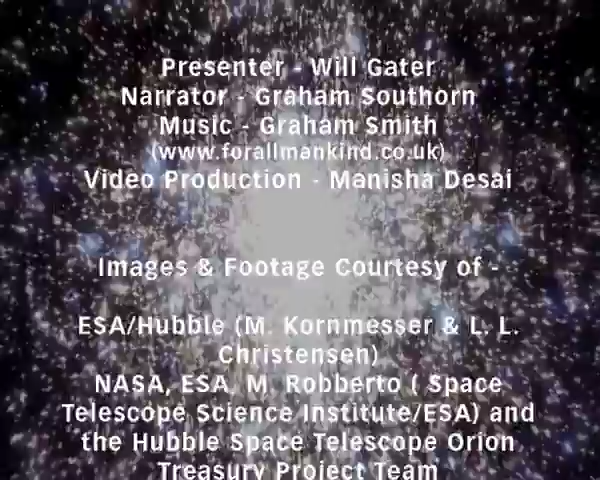 Presenter - Will Gater
Narrator - Graham Southorn
Music - Graham Smith
(www.forallmankind.co.uk)
Video Production - Manisha Desai
Images & Footage Courtesy of -
ESA/Hubble (M. Kornmesser & L. L.
Christensen)
NASA, ESA, M. Robberto ( Space
Telescope Science Institute/ESA) and
the Hubble Space Telescope Orion
Treasury Project Team